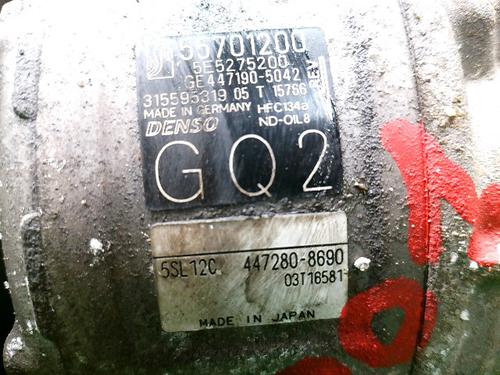 55701200
5E5275200
GE447190-5042
315595319 05 T 15766
MADE IN GERMANY HFC134a
DENSO ND-OIL8
GQ2
5SL12C 447280-8690
03T16581
MADE IN JAPAN